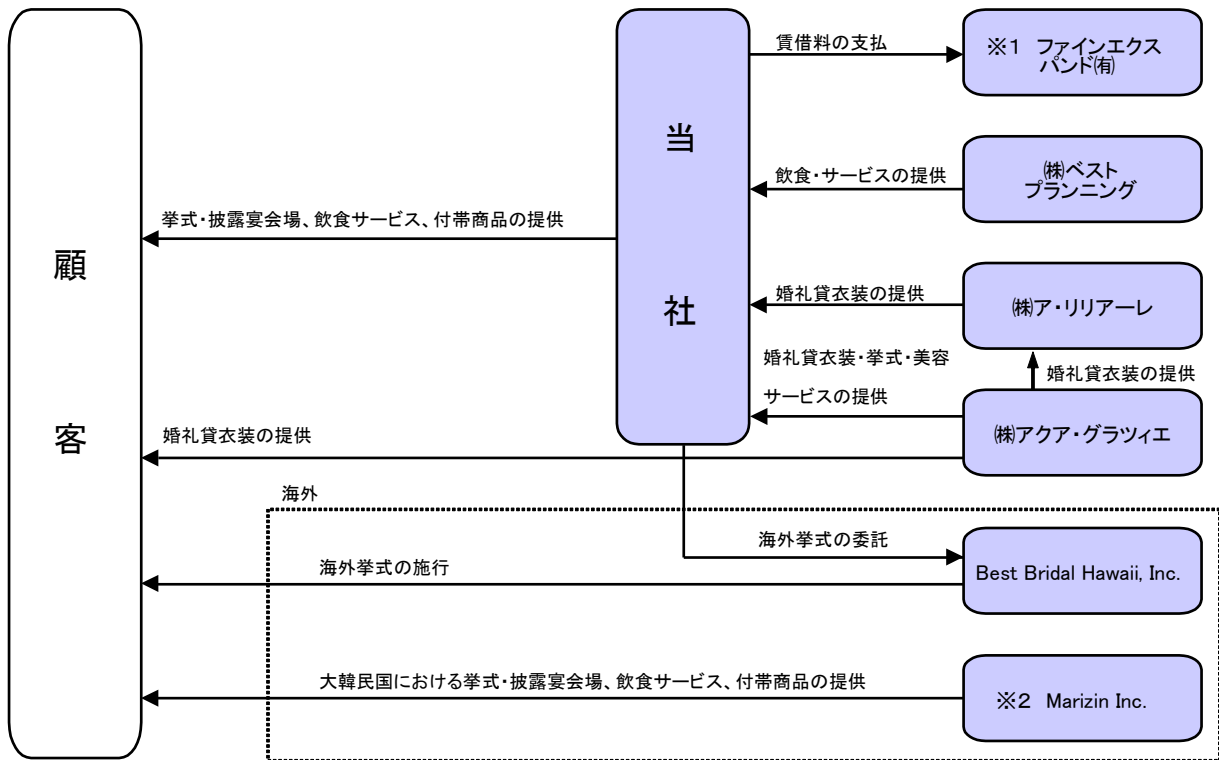 賃借料の支払
※1 ファインエクス
パンド㈲
当
社
飲食・サービスの提供
㈱ベスト
プランニング
挙式・披露宴会場、飲食サービス、付帯商品の提供
顧
客
婚礼貸衣装の提供
㈱ア・リリアーレ
婚礼貸衣装・挙式・美容
サービスの提供
婚礼貸衣装の提供
㈱アクア・グラツィエ
婚礼貸衣装の提供
海外
海外挙式の委託
Best Bridal Hawaii, Inc.
海外挙式の施行
大韓民国における挙式・披露宴会場、飲食サービス、付帯商品の提供
※2 Marizin Inc.